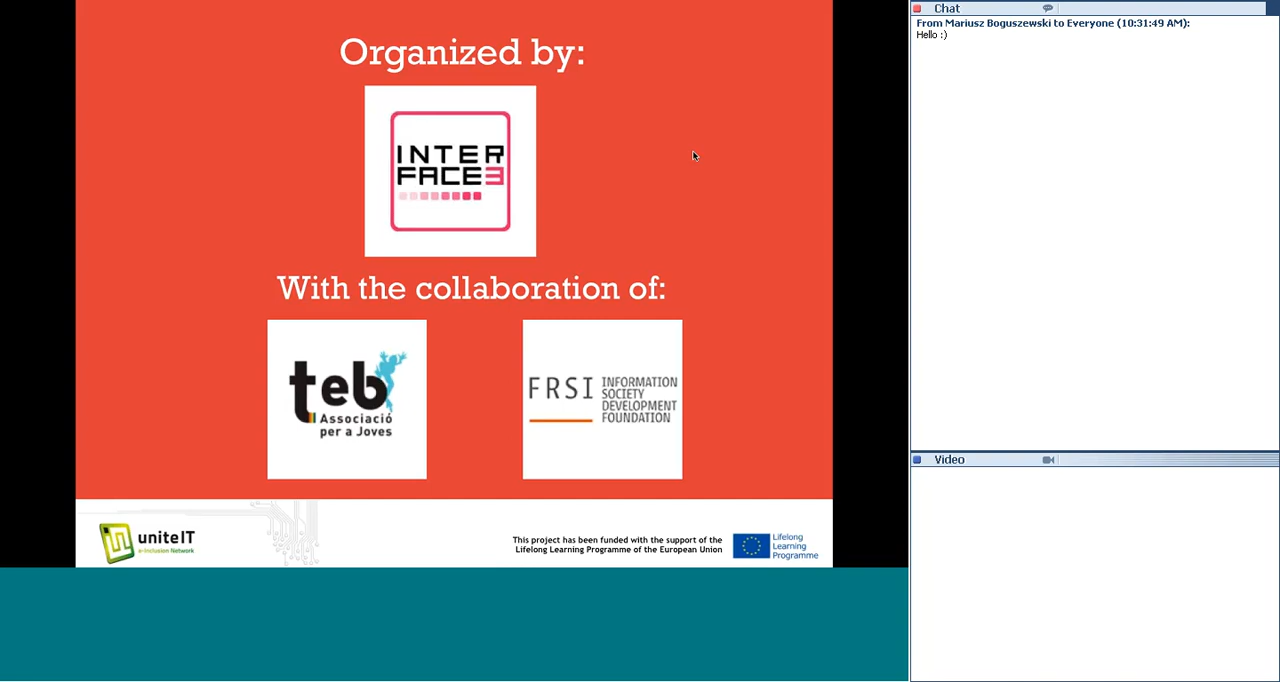 Organized by:
INTER
FACE3
With the collaboration of:
teb
Associació
per a Joves
FRSI
INFORMATION
SOCIETY
DEVELOPMENT
FOUNDATION
uniteIT
e-Inclusion Network
This project has been funded with the support of the
Lifelong Learning Programme of the European Union
Lifelong
Learning
Programme
Chat
From Mariusz Boguszewski to Everyone (10:31:49 AM):
Hello :)
Video